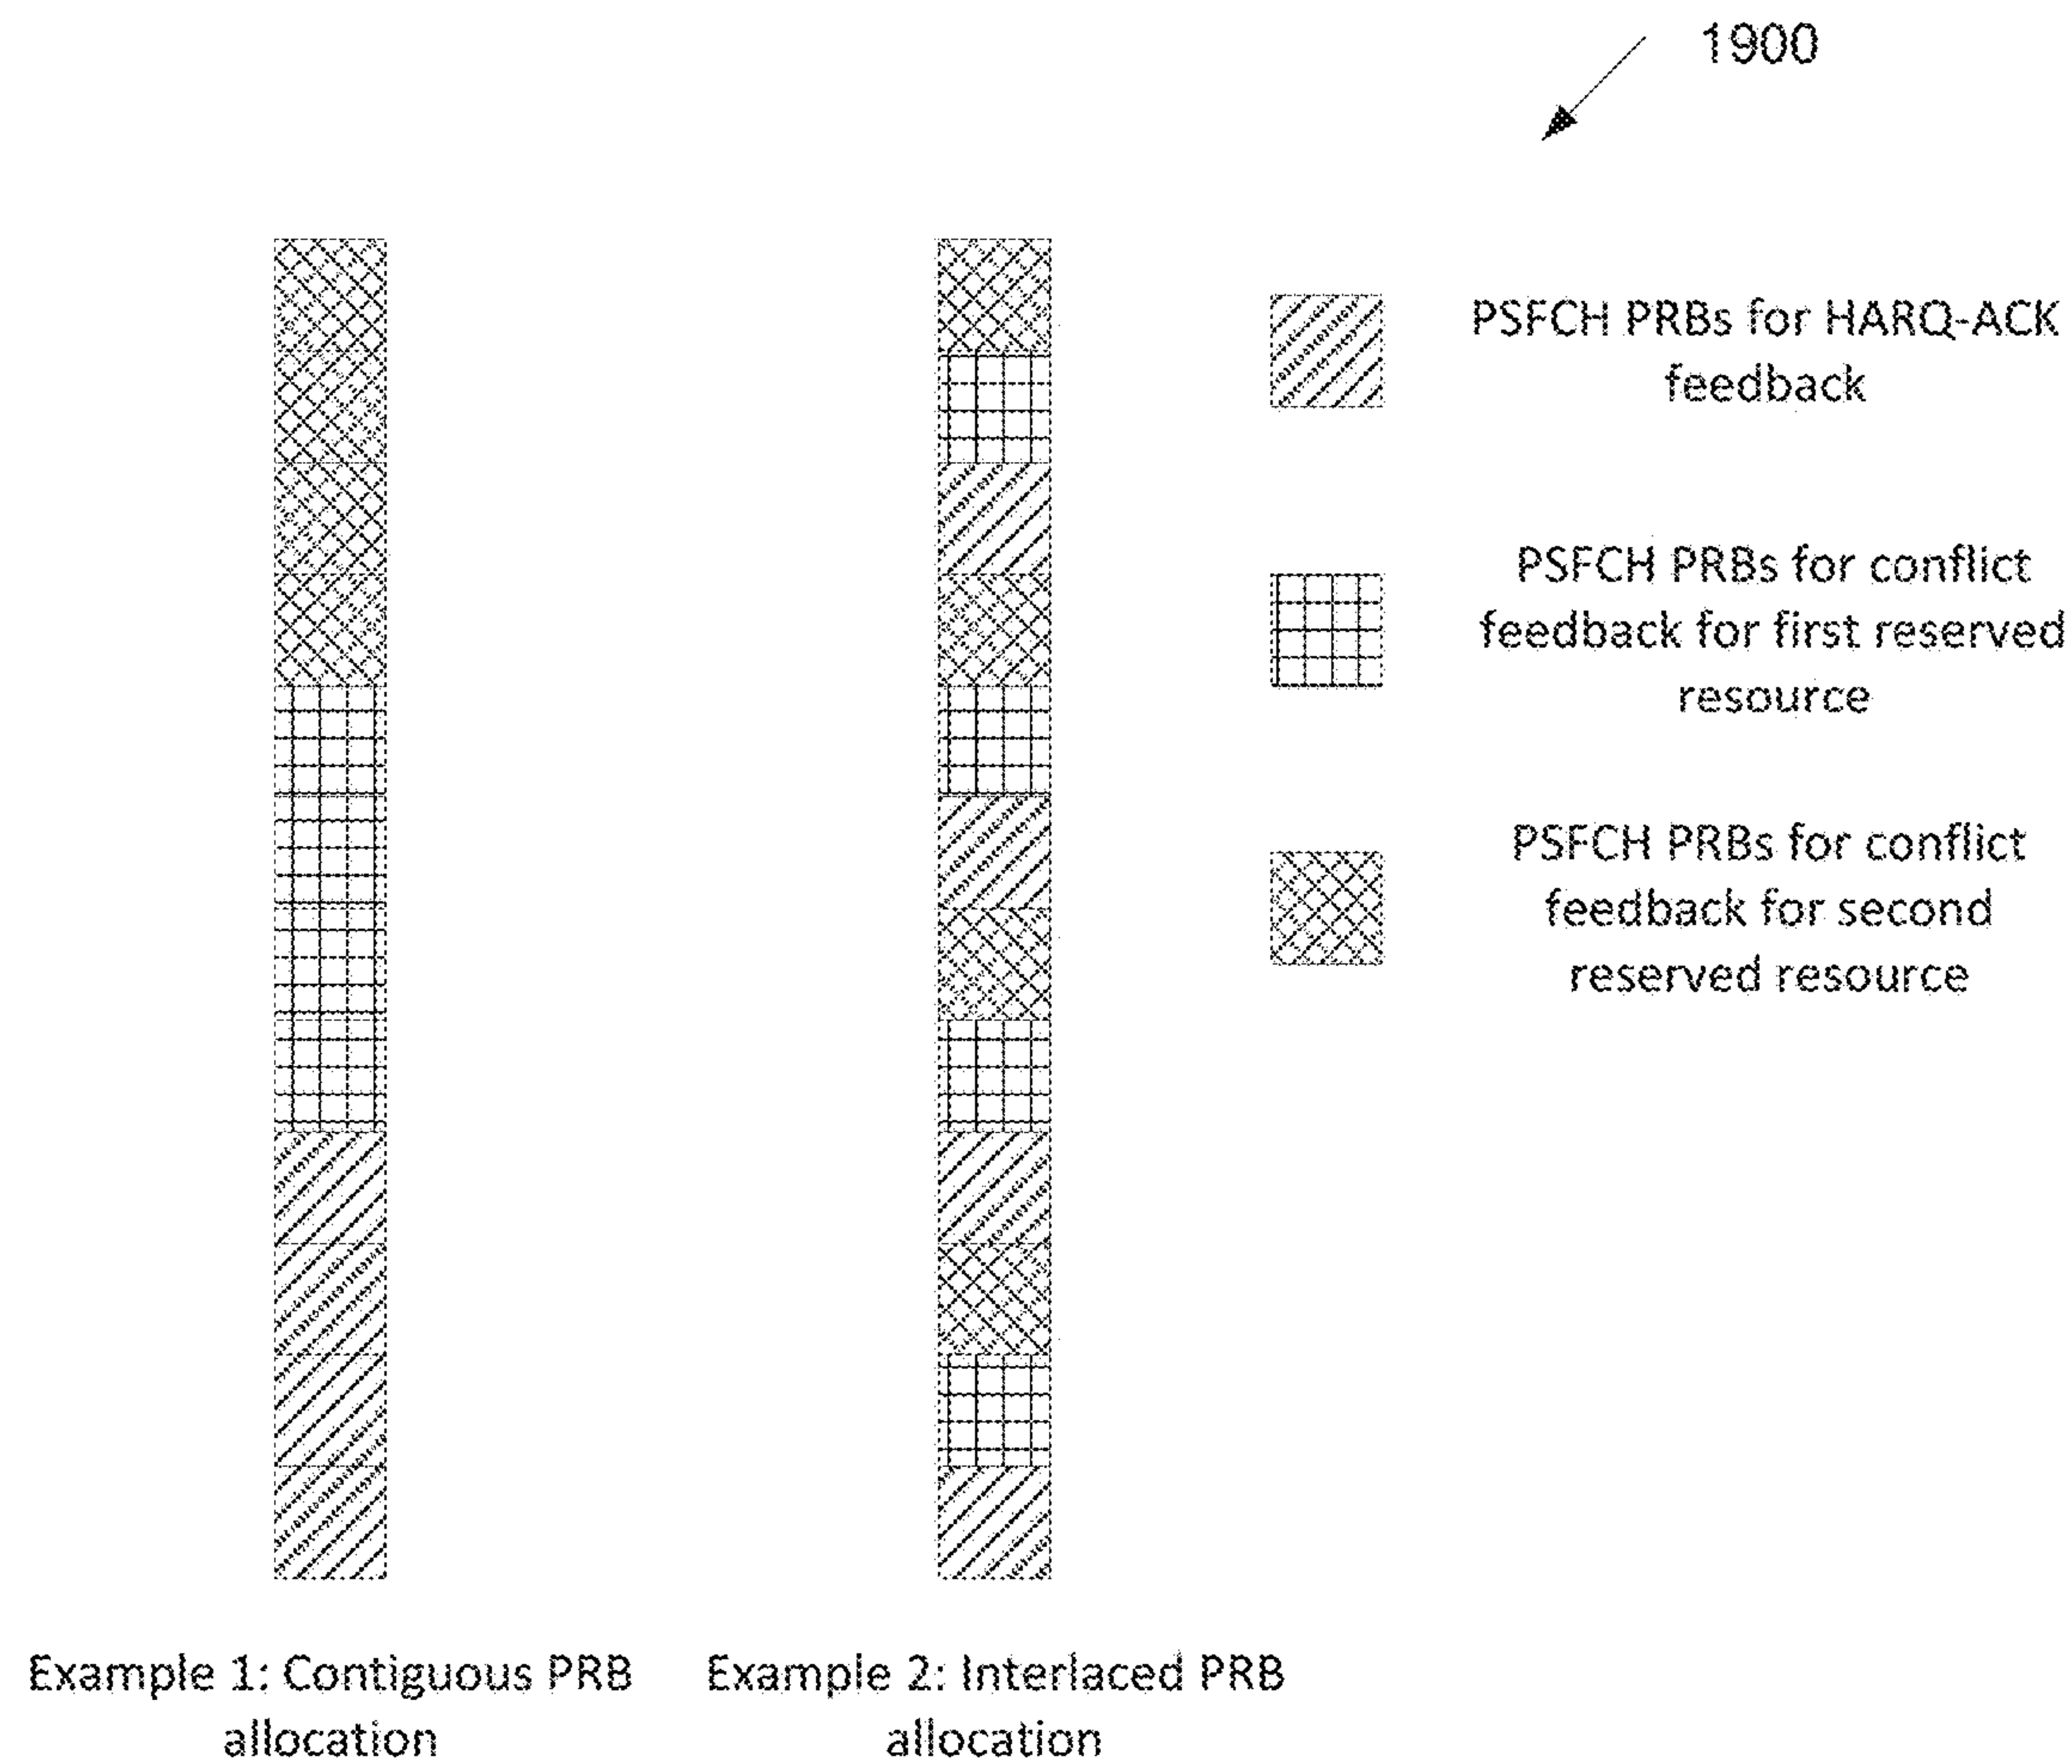 1900
PSFCH PRBs for HARQ-ACK
feedback
PSFCH PRBs for conflict
feedback for first reserved
resource
PSFCH PRBs for conflict
feedback for second
reserved resource
Example 1: Contiguous PRB
allocation
Example 2: Interlaced PRB
allocation